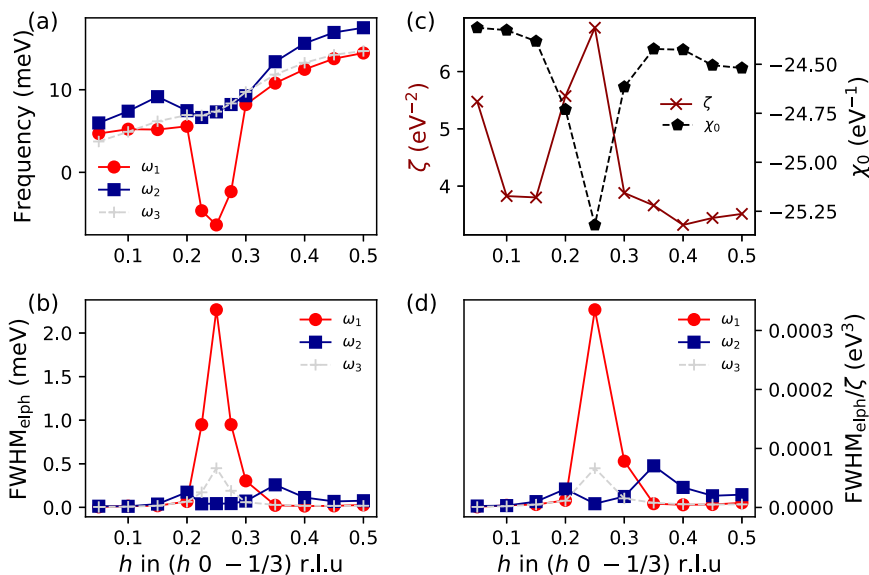 (a)
Frequency (meV)
10
0
ω₁
ω₂
ω₃
0.1 0.2 0.3 0.4 0.5
(c)
ζ (eV⁻²)
6
5
4
ζ
χ₀
−24.50
−24.75
−25.00
−25.25
χ₀ (eV⁻¹)
0.1 0.2 0.3 0.4 0.5
(b)
FWHMₑₗₚₕ (meV)
2.0
1.5
1.0
0.5
0.0
ω₁
ω₂
ω₃
0.1 0.2 0.3 0.4 0.5
h in (h 0 −1/3) r.l.u
(d)
ω₁
ω₂
ω₃
0.0003
0.0002
0.0001
0.0000
FWHMₑₗₚₕ/ζ (eV³)
0.1 0.2 0.3 0.4 0.5
h in (h 0 −1/3) r.l.u